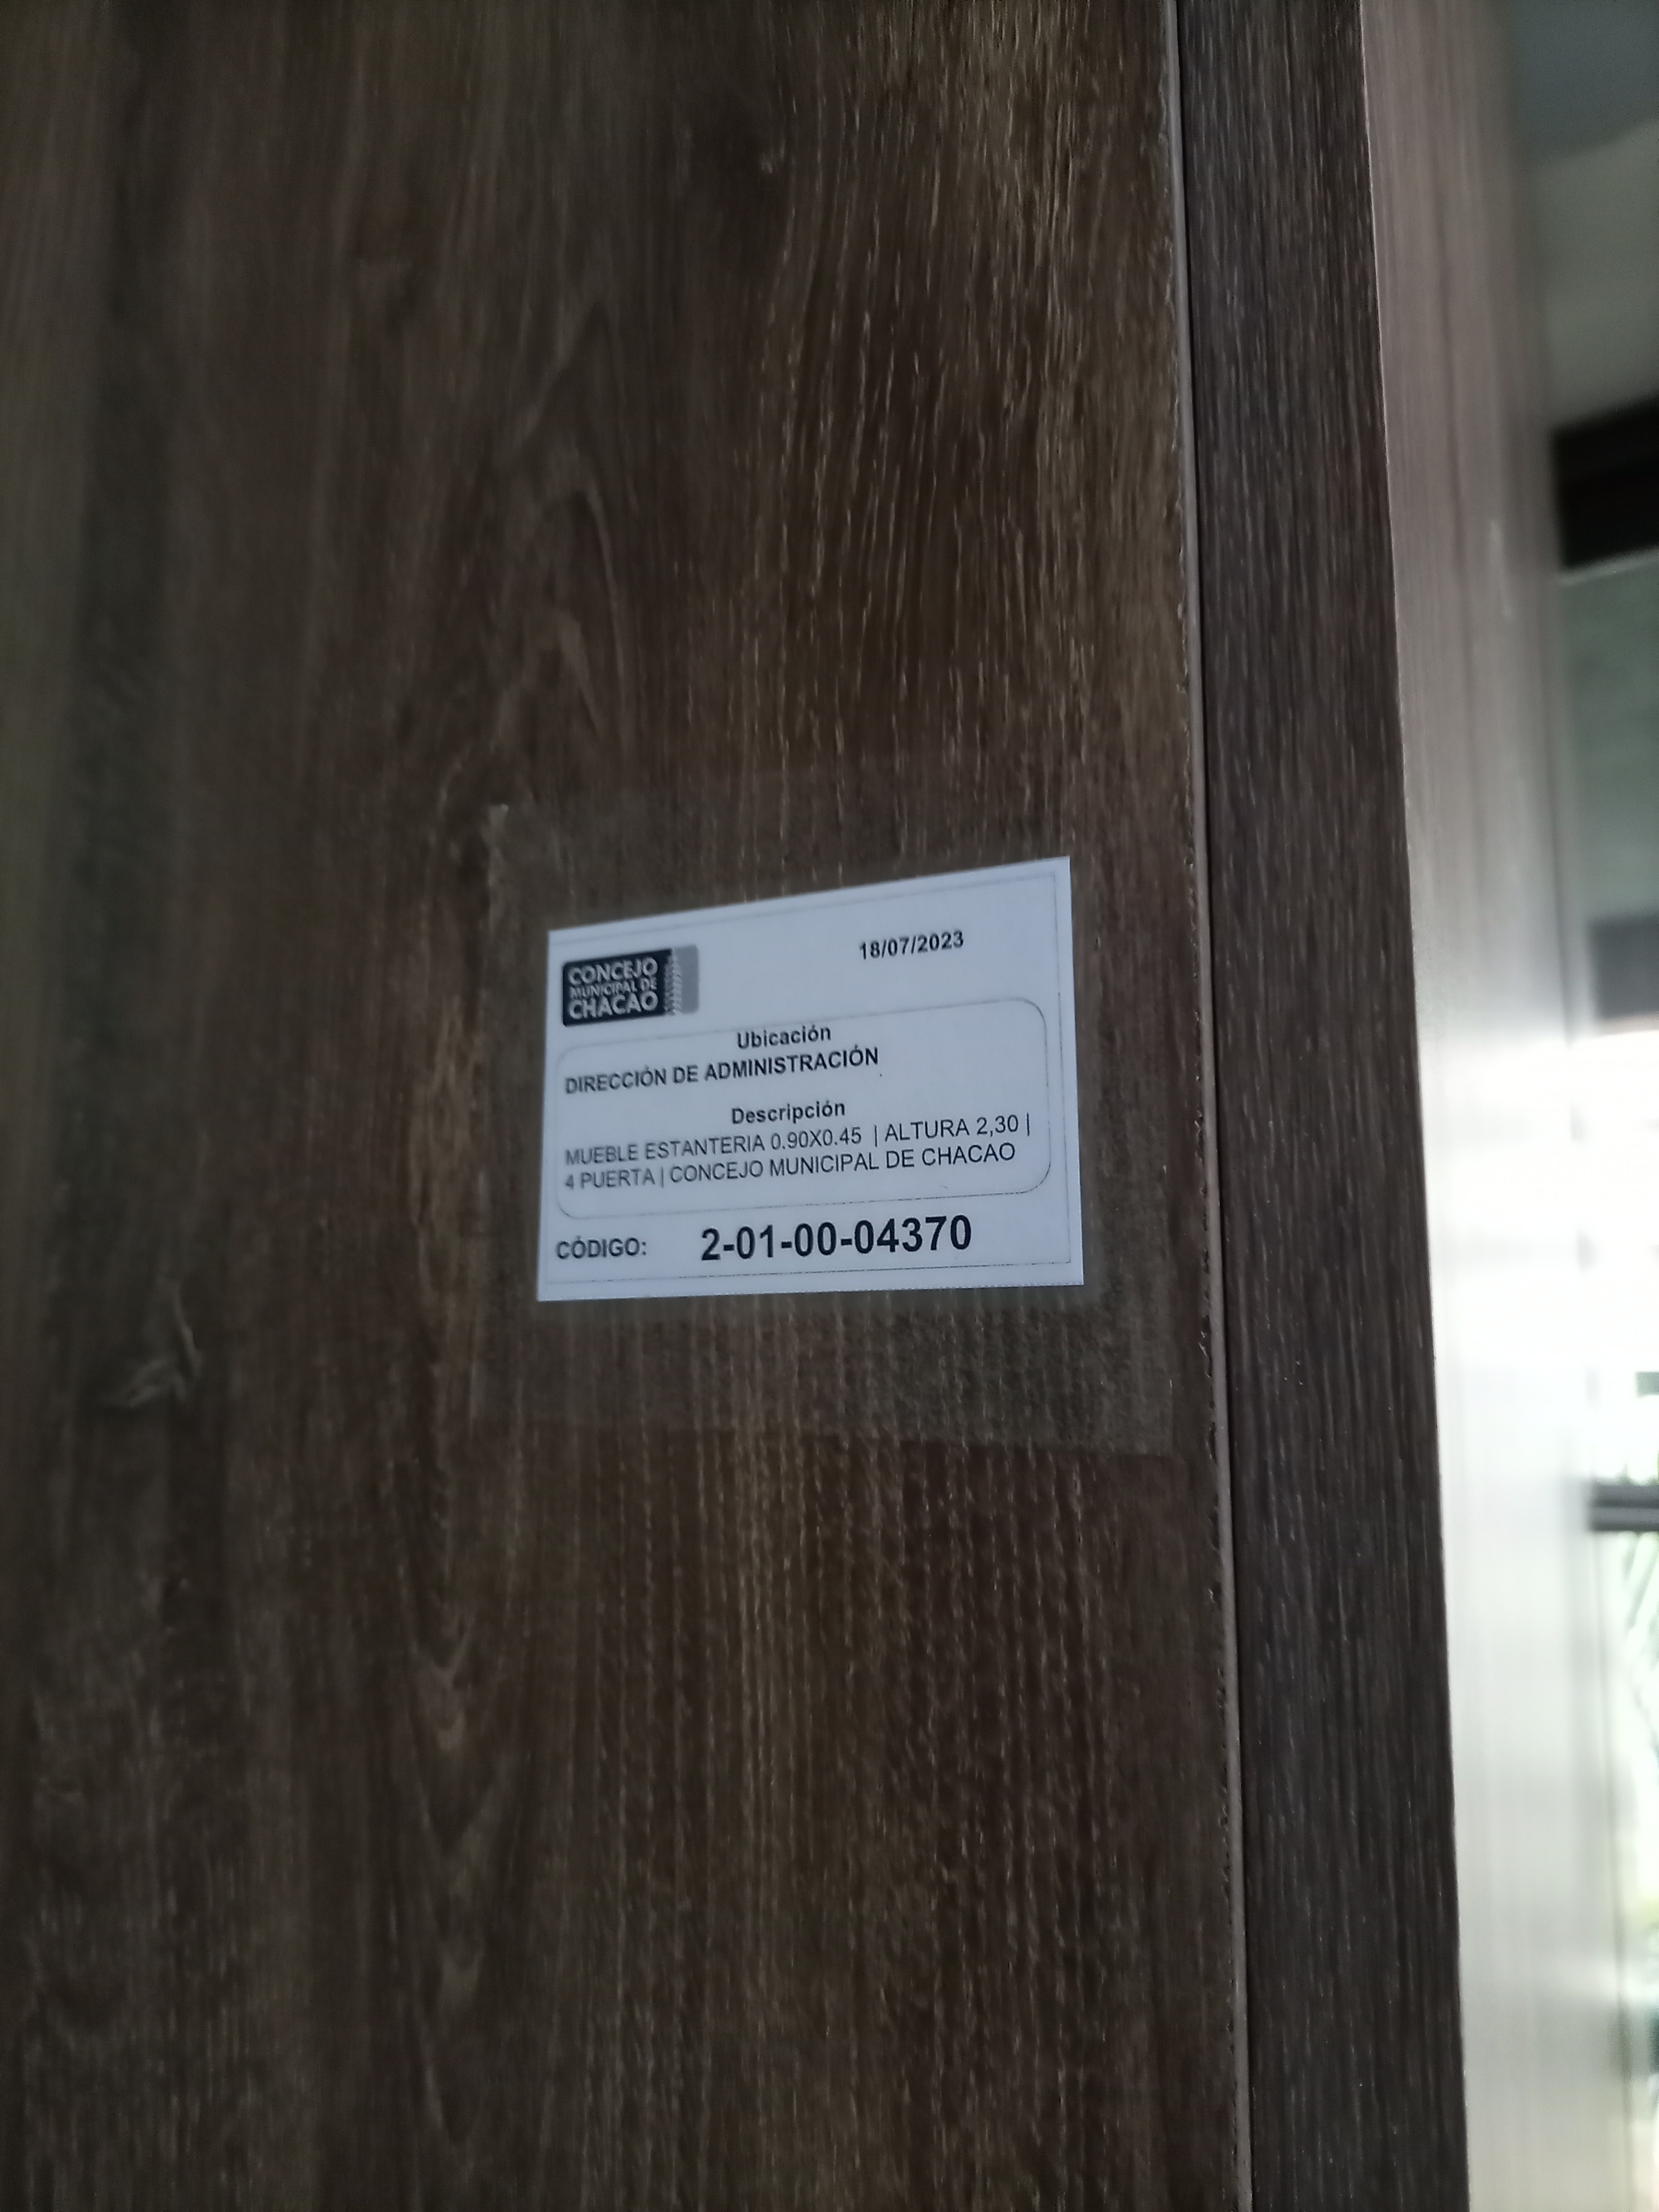 CONCEJO
MUNICIPAL DE
CHACAO
18/07/2023
Ubicación
DIRECCIÓN DE ADMINISTRACIÓN
Descripción
MUEBLE ESTANTERIA 0.90X0.45 | ALTURA 2,30 |
4 PUERTA | CONCEJO MUNICIPAL DE CHACAO
CÓDIGO: 2-01-00-04370